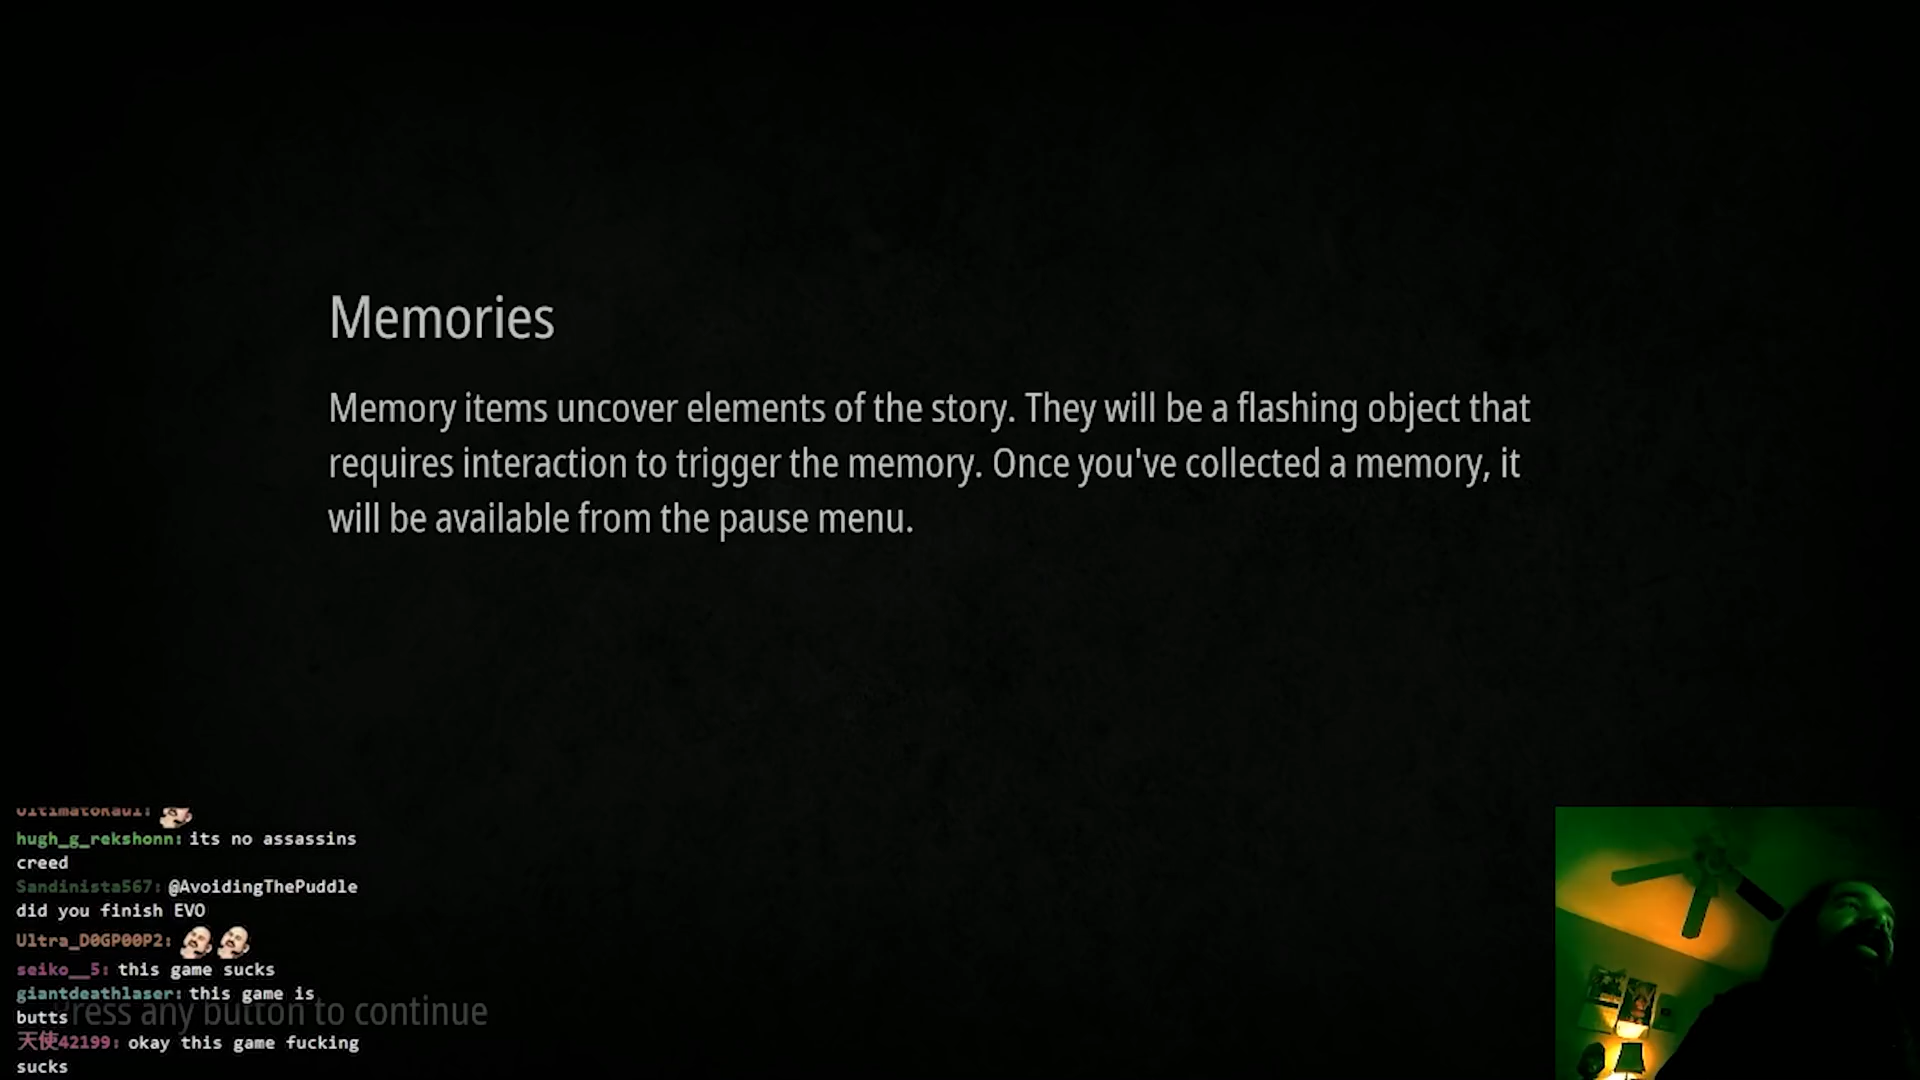 Memories
Memory items uncover elements of the story. They will be a flashing object that
requires interaction to trigger the memory. Once you've collected a memory, it
will be available from the pause menu.
hugh_g_rekshonn: its no assassins
creed
Sandinista567: @AvoidingThePuddle
did you finish EVO
Ultra_D0GP00P2:
seiko__5: this game sucks
giantdeathlaser: this game is
butts
Press any button to continue
天使42199: okay this game fucking
sucks